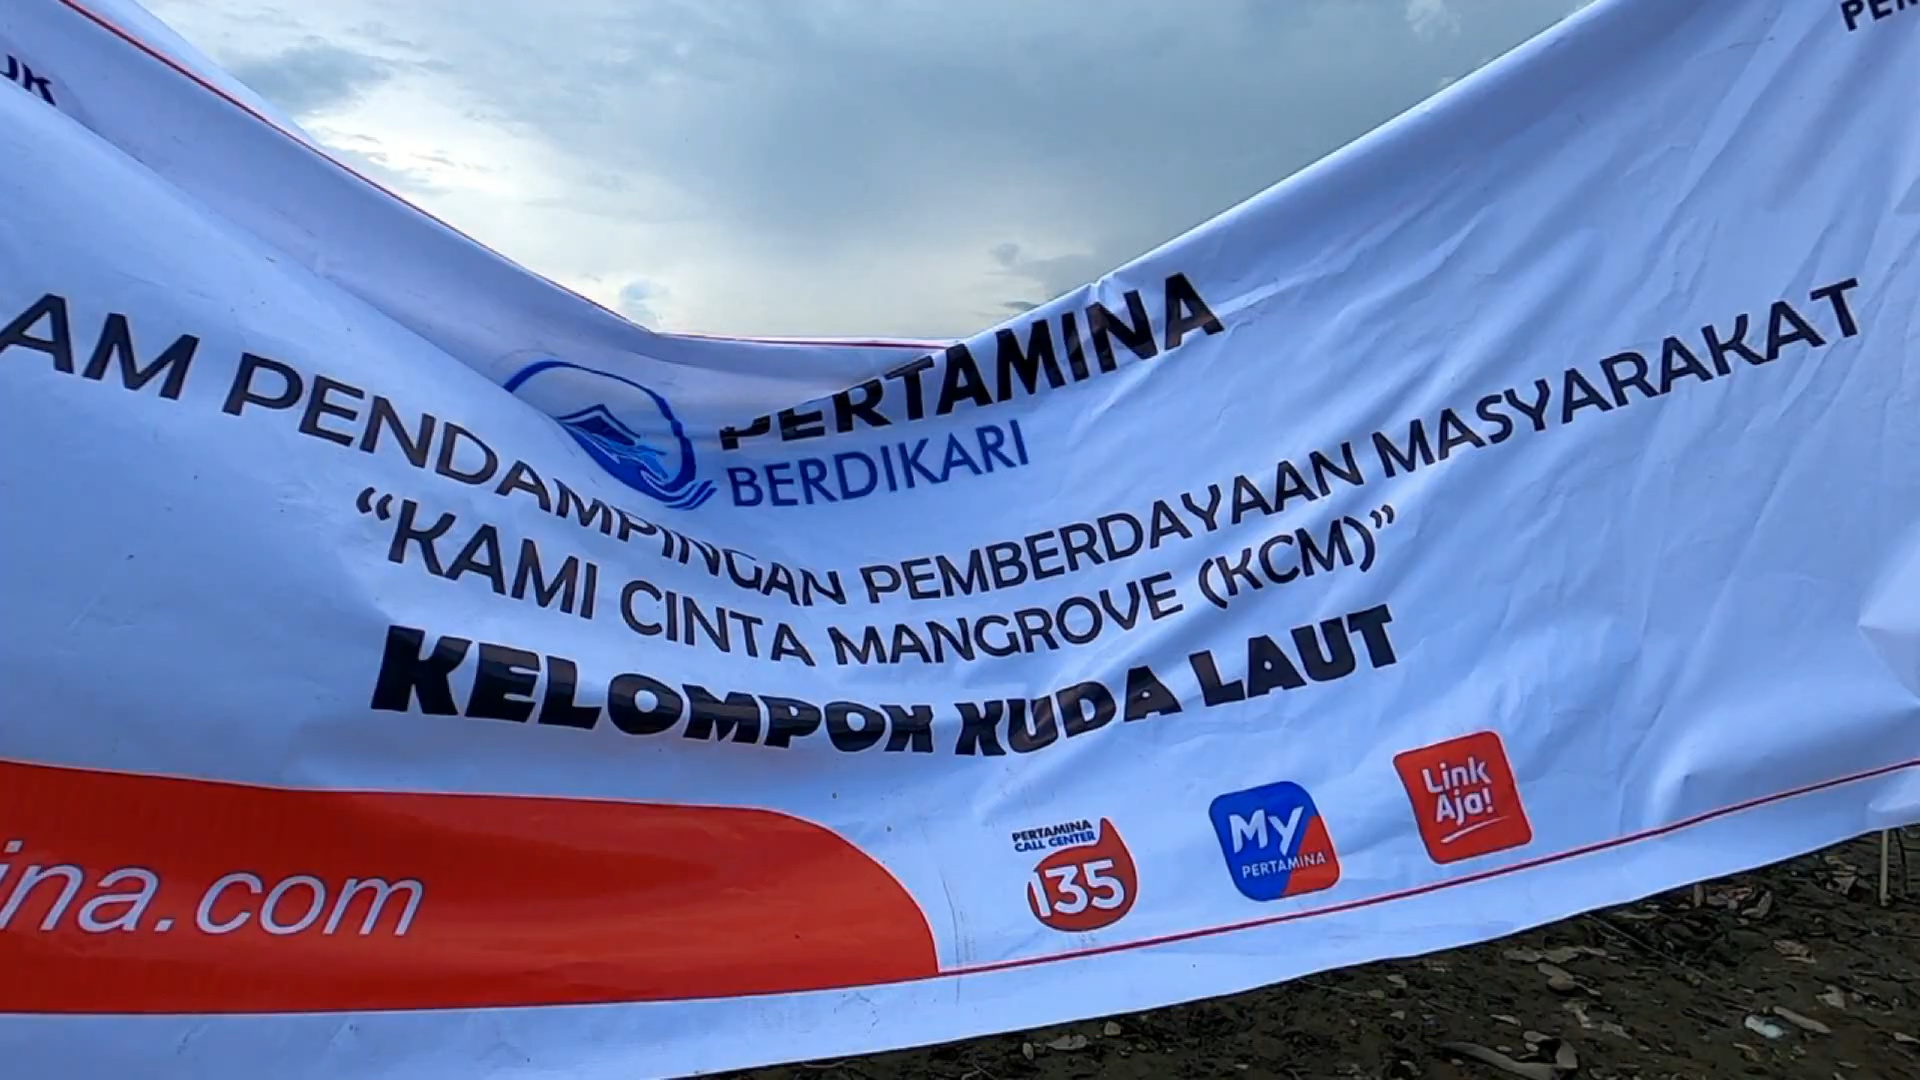 PERTAMINA
BERDIKARI
PENDAMPINGAN PEMBERDAYAAN MASYARAKAT
“KAMI CINTA MANGROVE (KCM)”
KELOMPOK KUDA LAUT
ina.com
PERTAMINA
CALL CENTER
135
My
PERTAMINA
Link
Aja!